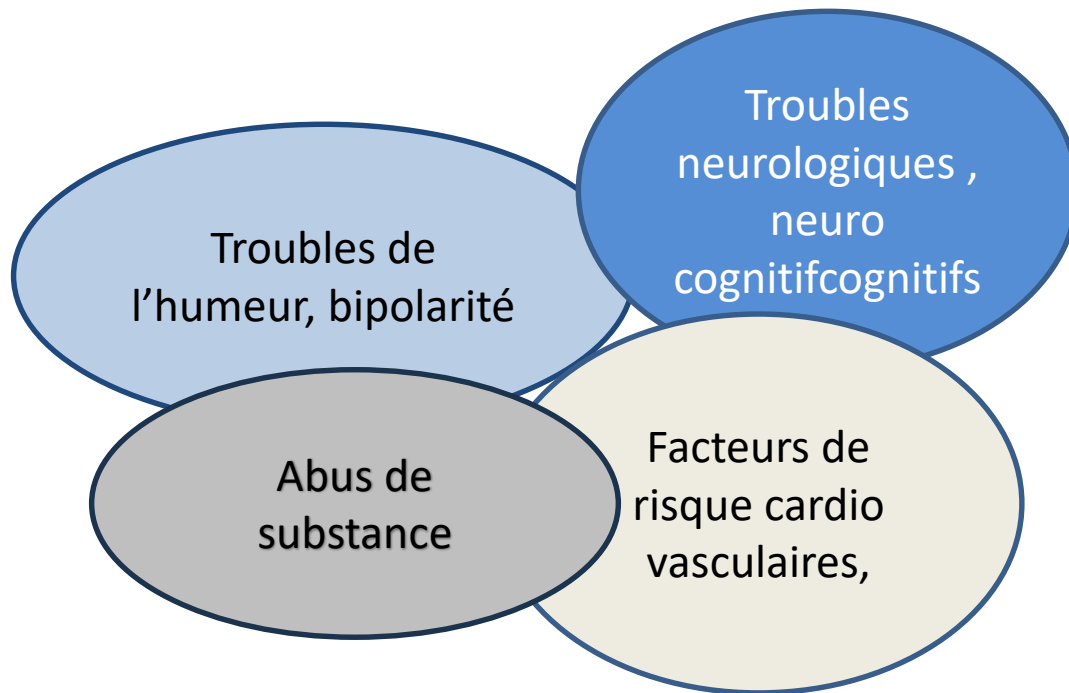 Troubles de
l’humeur, bipolarité
Troubles
neurologiques ,
neuro
cognitifcognitifs
Abus de
substance
Facteurs de
risque cardio
vasculaires,